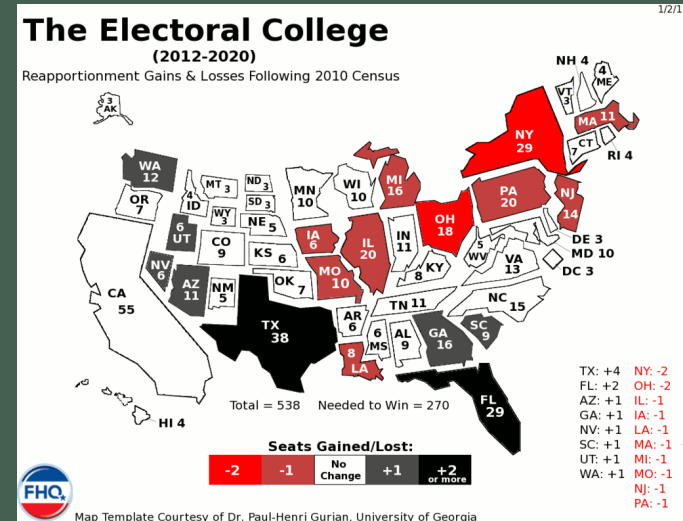 1/2/1
The Electoral College
(2012-2020)
Reapportionment Gains & Losses Following 2010 Census
NH 4
3
AK
4
ME
VT
3
MA 11
NY
29
7 CT
RI 4
WA
12
MT 3
ND 3
MN
10
WI
10
MI
16
PA
20
NJ
14
OR
7
4
ID
SD 3
WY
3
OH
18
NE 5
IA
6
IL
20
IN
11
DE 3
MD 10
DC 3
6
UT
CO
9
KS 6
MO
10
5
WV
VA
13
8 KY
NV
6
CA
55
AZ
11
NM
5
OK 7
TN 11
NC 15
AR
6
SC
9
TX
38
6
MS
AL
9
GA
16
8
LA
FL
29
HI 4
Total = 538 Needed to Win = 270
TX: +4 NY: -2
FL: +2 OH: -2
AZ: +1 IL: -1
GA: +1 IA: -1
NV: +1 LA: -1
SC: +1 MA: -1
UT: +1 MI: -1
WA: +1 MO: -1
NJ: -1
PA: -1
Seats Gained/Lost:
-2 -1 No Change +1 +2 or more
FHQ
Map Template Courtesy of Dr. Paul-Henri Gurian, University of Georgia